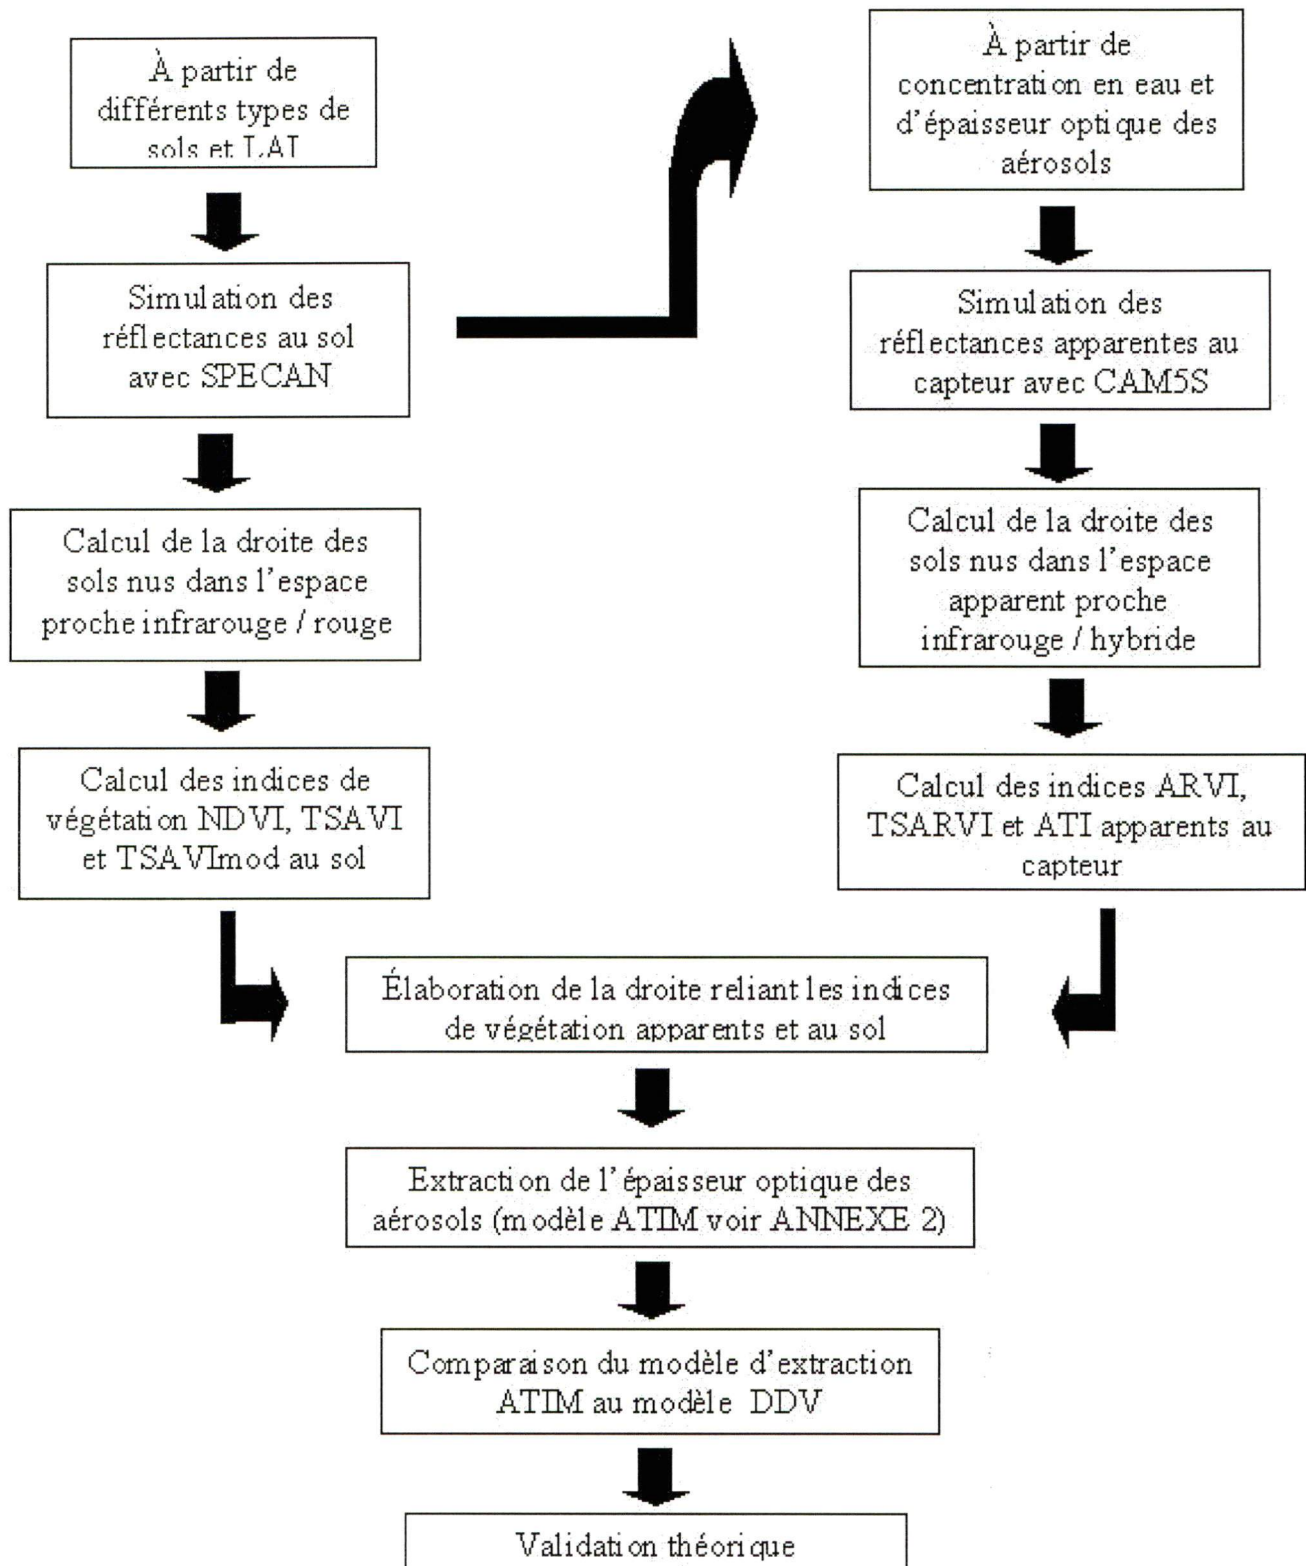 À partir de
différents types de
sols et LAI
Simulation des
réflectances au sol
avec SPECAN
Calcul de la droite des
sols nus dans l'espace
proche infrarouge / rouge
Calcul des indices de
végétation NDVI, TSAVI
et TSAVImod au sol
À partir de
concentration en eau et
d'épaisseur optique des
aérosols
Simulation des
réflectances apparentes au
capteur avec CAM5S
Calcul de la droite des
sols nus dans l'espace
apparent proche
infrarouge / hybride
Calcul des indices ARVI,
TSARVI et ATI apparents au
capteur
Élaboration de la droite reliant les indices
de végétation apparents et au sol
Extraction de l'épaisseur optique des
aérosols (modèle ATIM voir ANNEXE 2)
Comparaison du modèle d'extraction
ATIM au modèle DDV
Validation théorique